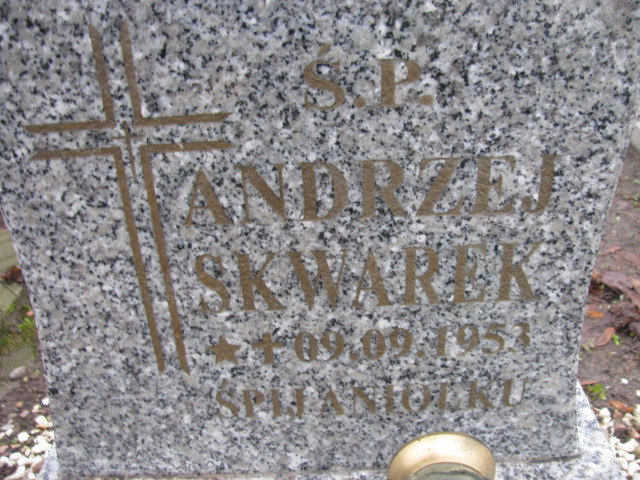 Ś.P.
ANDRZEJ
SKWAREK
09.09.1953
ŚPIJ ANIOŁKU